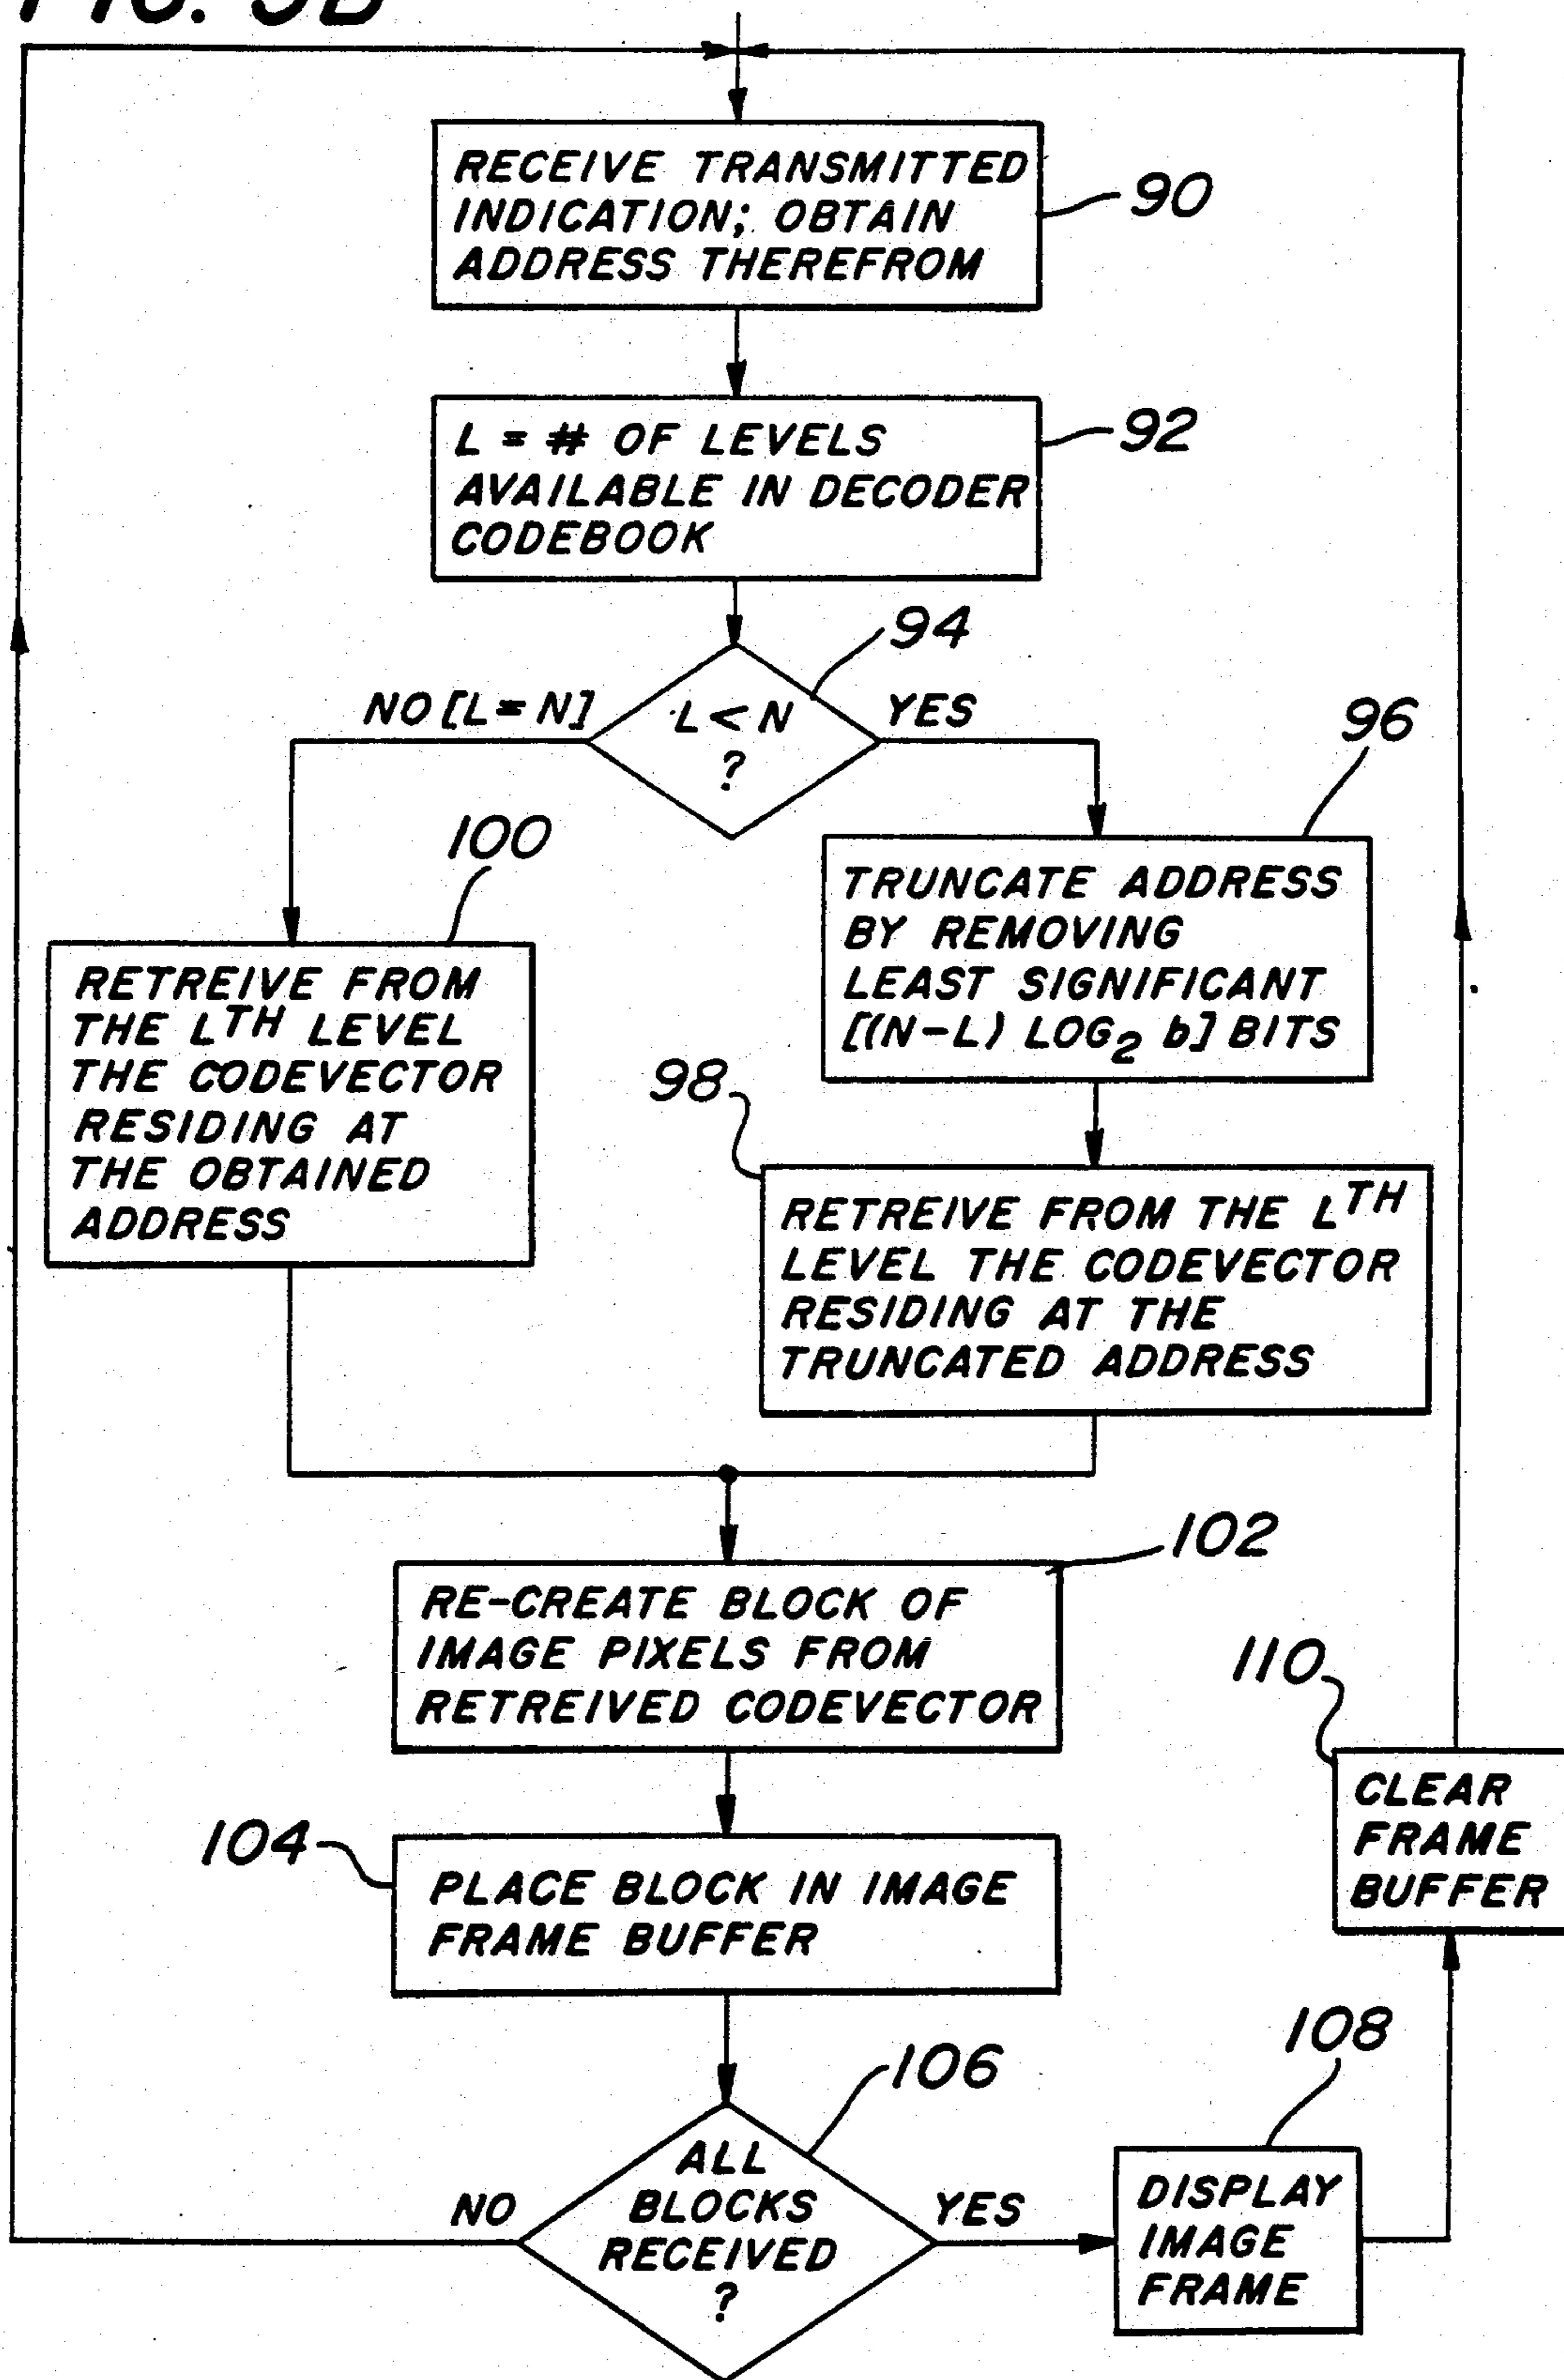 RECEIVE TRANSMITTED
INDICATION; OBTAIN
ADDRESS THEREFROM
90
L = # OF LEVELS
AVAILABLE IN DECODER
CODEBOOK
92
94
NO [L=N]
L < N
?
YES
96
100
TRUNCATE ADDRESS
BY REMOVING
LEAST SIGNIFICANT
[(N-L) LOG₂ b] BITS
RETREIVE FROM
THE Lᵀᴴ LEVEL
THE CODEVECTOR
RESIDING AT
THE OBTAINED
ADDRESS
98
RETREIVE FROM THE Lᵀᴴ
LEVEL THE CODEVECTOR
RESIDING AT THE
TRUNCATED ADDRESS
102
RE-CREATE BLOCK OF
IMAGE PIXELS FROM
RETREIVED CODEVECTOR
110
CLEAR
FRAME
BUFFER
104
PLACE BLOCK IN IMAGE
FRAME BUFFER
106
108
ALL
BLOCKS
RECEIVED
?
NO
YES
DISPLAY
IMAGE
FRAME